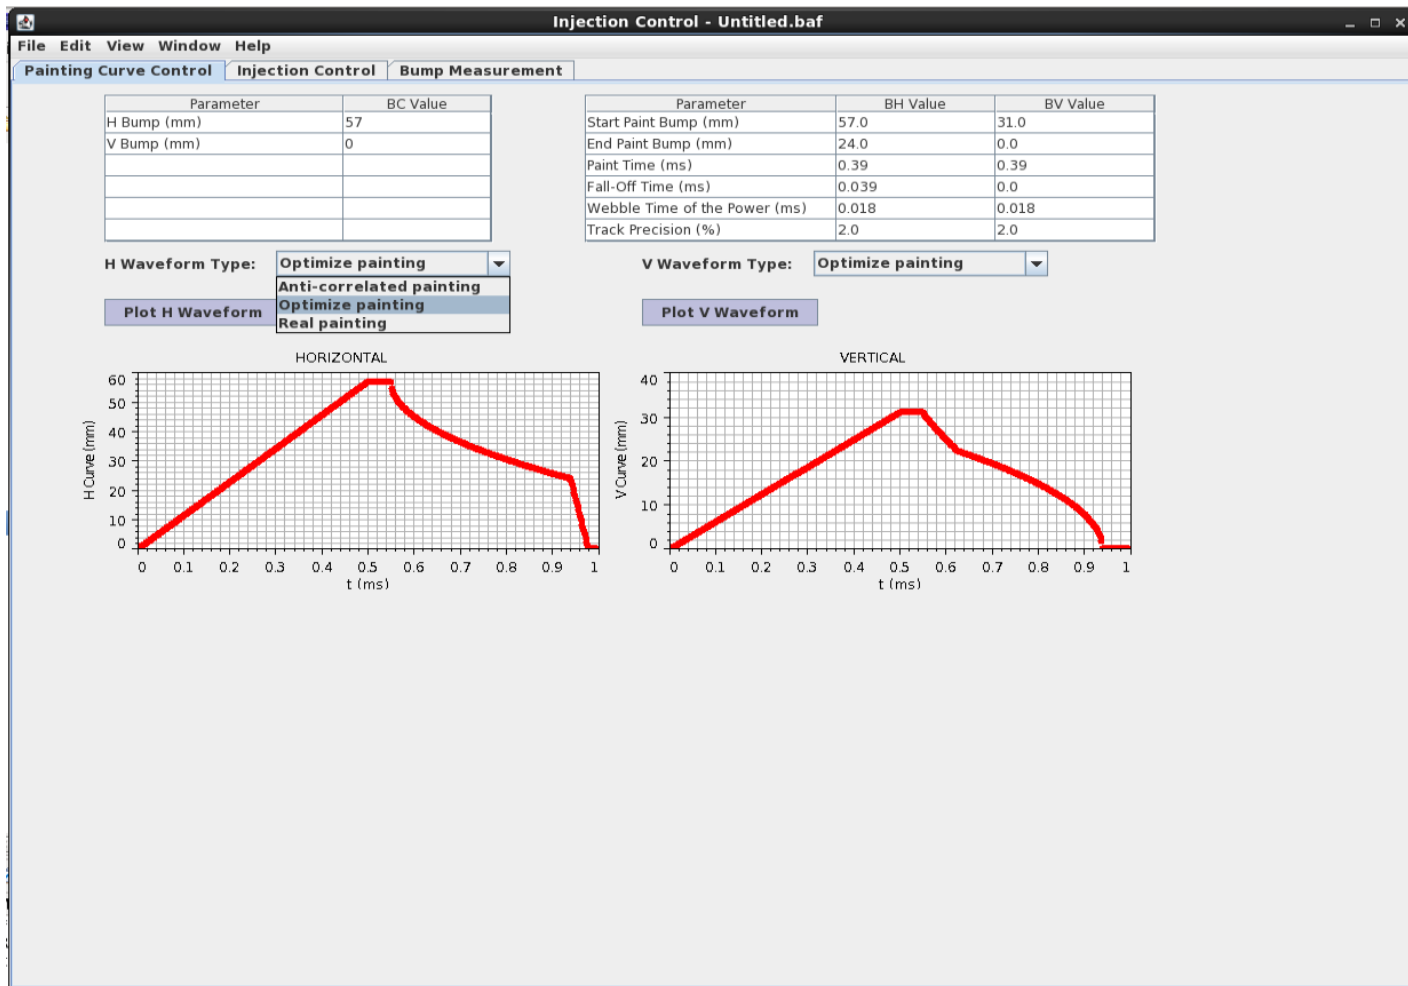 Injection Control - Untitled.baf
File Edit View Window Help
Painting Curve Control Injection Control Bump Measurement
Parameter BC Value
H Bump (mm) 57
V Bump (mm) 0
Parameter BH Value BV Value
Start Paint Bump (mm) 57.0 31.0
End Paint Bump (mm) 24.0 0.0
Paint Time (ms) 0.39 0.39
Fall-Off Time (ms) 0.039 0.0
Webble Time of the Power (ms) 0.018 0.018
Track Precision (%) 2.0 2.0
H Waveform Type: Optimize painting
Anti-correlated painting
Optimize painting
Real painting
Plot H Waveform
V Waveform Type: Optimize painting
Plot V Waveform
HORIZONTAL
H Curve (mm)
60
50
40
30
20
10
0
0 0.1 0.2 0.3 0.4 0.5 0.6 0.7 0.8 0.9 1
t (ms)
VERTICAL
V Curve (mm)
40
30
20
10
0
0 0.1 0.2 0.3 0.4 0.5 0.6 0.7 0.8 0.9 1
t (ms)